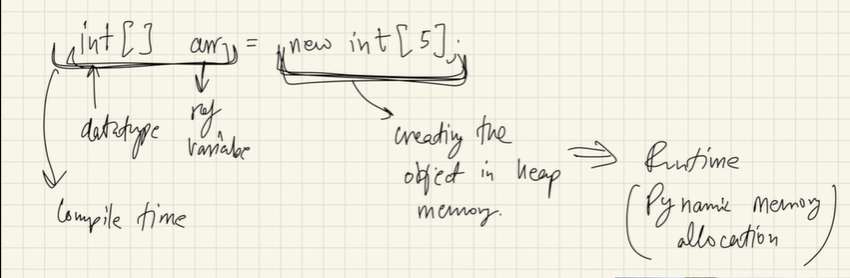 int[] arr = new int[5];
datatype
ref
variable
Compile time
creating the
object in heap
memory.
Runtime
(Dynamic memory
allocation)